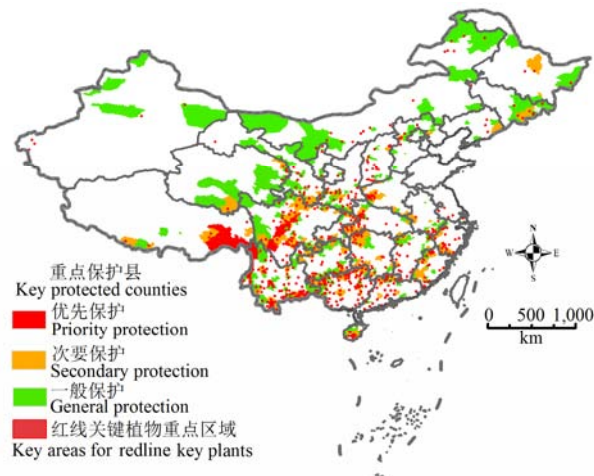 N
W E
S
重点保护县
Key protected counties
优先保护
Priority protection
次要保护
Secondary protection
一般保护
General protection
红线关键植物重点区域
Key areas for redline key plants
0 500 1,000
km